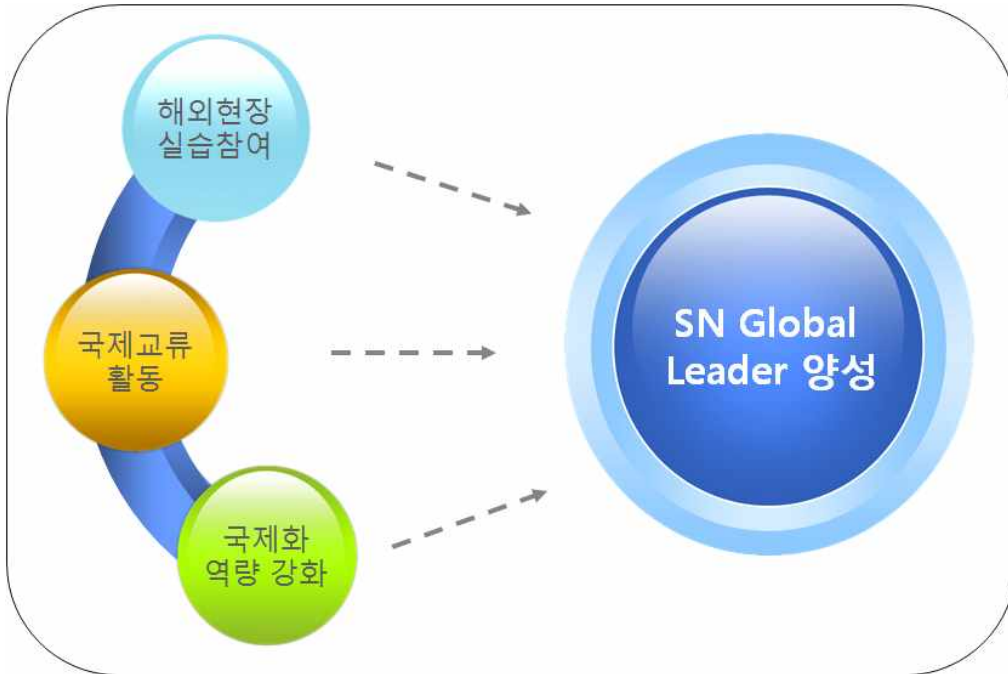 해외현장
실습참여
국제교류
활동
국제화
역량 강화
SN Global
Leader 양성